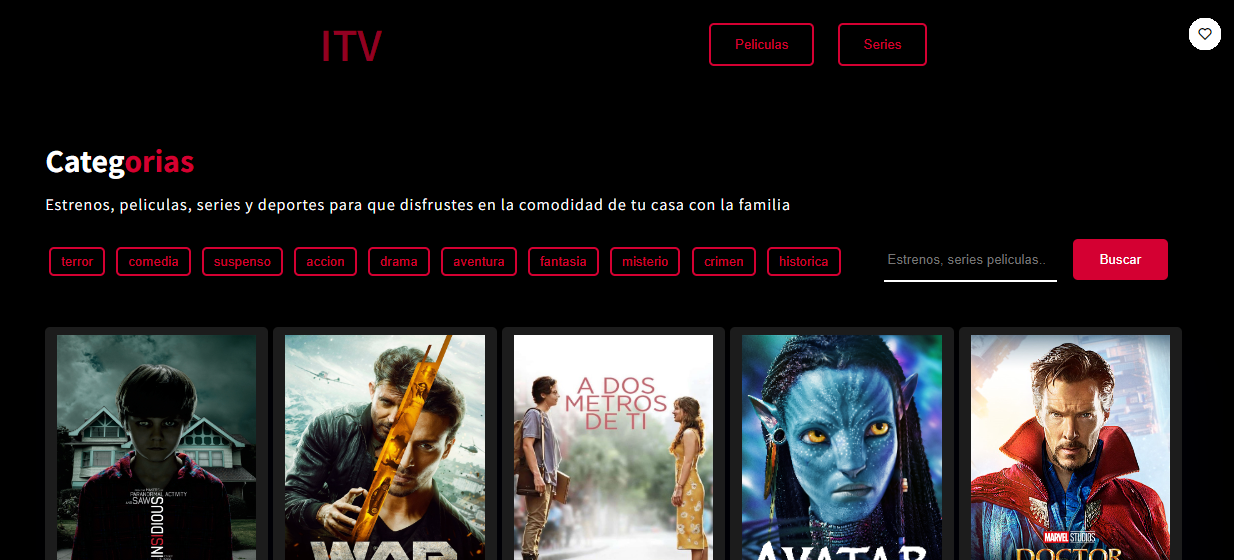 ITV
Peliculas
Series
Categorias
Estrenos, peliculas, series y deportes para que disfrustes en la comodidad de tu casa con la familia
terror
comedia
suspenso
accion
drama
aventura
fantasia
misterio
crimen
historica
Estrenos, series peliculas..
Buscar
PARANORMAL ACTIVITY
SAW
INSIDIOUS
WAR
A DOS
METROS
DE TI
AVATAR
MARVEL STUDIOS
DOCTOR